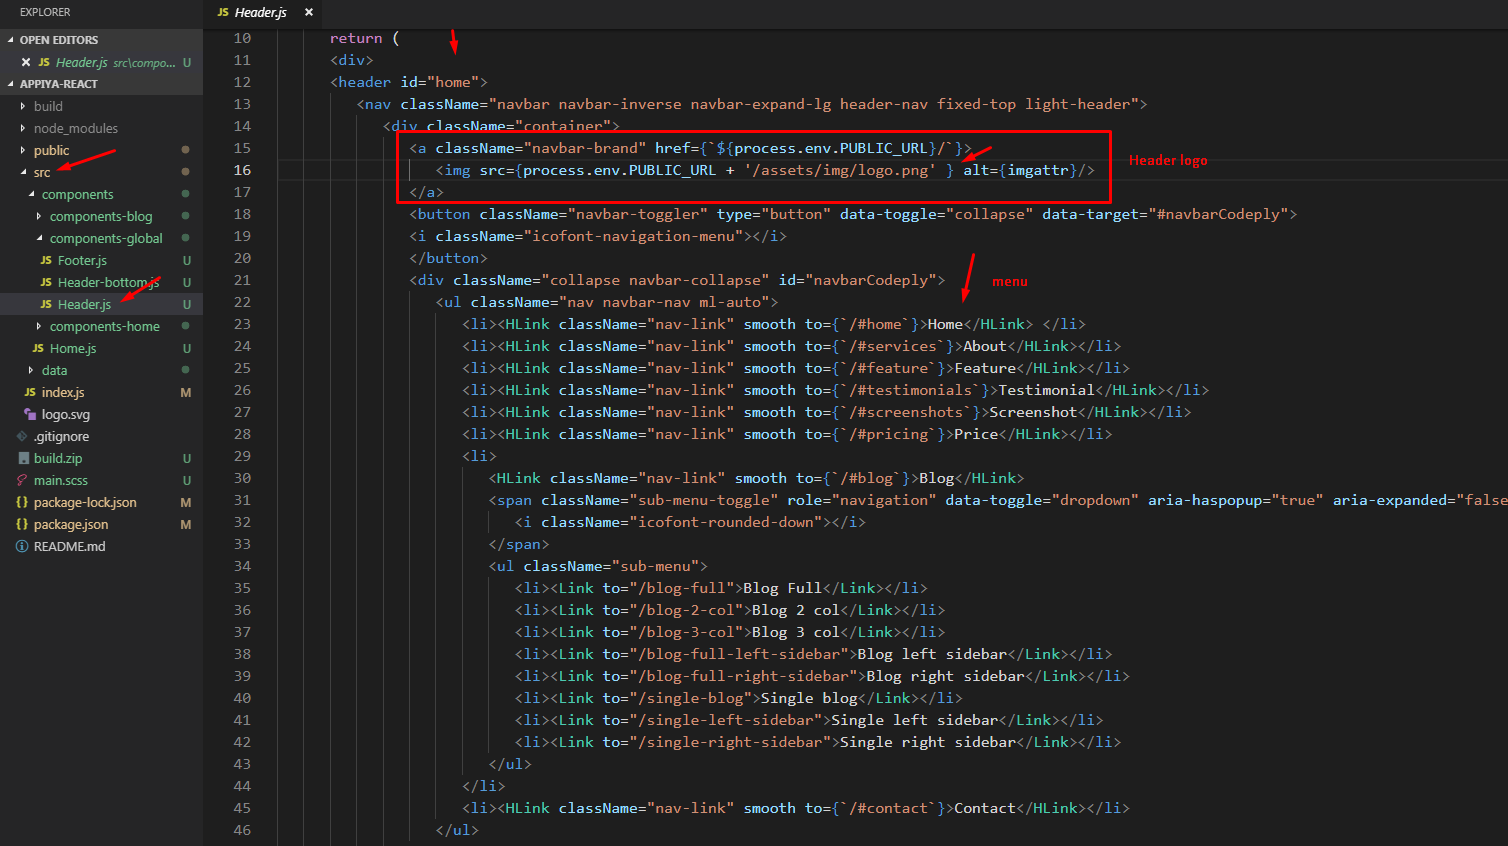 EXPLORER
OPEN EDITORS
JS Header.js src\compo... U
APPIYA-REACT
build
node_modules
public
src
components
components-blog
components-global
JS Footer.js U
JS Header-bottom.js U
JS Header.js U
components-home
JS Home.js U
data
JS index.js M
logo.svg
.gitignore
build.zip U
main.scss U
{} package-lock.json M
{} package.json M
README.md
JS Header.js ×
10 return (
11 <div>
12 <header id="home">
13 <nav className="navbar navbar-inverse navbar-expand-lg header-nav fixed-top light-header">
14 <div className="container">
15 <a className="navbar-brand" href={`${process.env.PUBLIC_URL}/`}>
Header logo
16 <img src={process.env.PUBLIC_URL + '/assets/img/logo.png' } alt={imgattr}/>
17 </a>
18 <button className="navbar-toggler" type="button" data-toggle="collapse" data-target="#navbarCodeply">
19 <i className="icofont-navigation-menu"></i>
20 </button>
21 <div className="collapse navbar-collapse" id="navbarCodeply">
menu
22 <ul className="nav navbar-nav ml-auto">
23 <li><HLink className="nav-link" smooth to={`/#home`}>Home</HLink> </li>
24 <li><HLink className="nav-link" smooth to={`/#services`}>About</HLink></li>
25 <li><HLink className="nav-link" smooth to={`/#feature`}>Feature</HLink></li>
26 <li><HLink className="nav-link" smooth to={`/#testimonials`}>Testimonial</HLink></li>
27 <li><HLink className="nav-link" smooth to={`/#screenshots`}>Screenshot</HLink></li>
28 <li><HLink className="nav-link" smooth to={`/#pricing`}>Price</HLink></li>
29 <li>
30 <HLink className="nav-link" smooth to={`/#blog`}>Blog</HLink>
31 <span className="sub-menu-toggle" role="navigation" data-toggle="dropdown" aria-haspopup="true" aria-expanded="false
32 <i className="icofont-rounded-down"></i>
33 </span>
34 <ul className="sub-menu">
35 <li><Link to="/blog-full">Blog Full</Link></li>
36 <li><Link to="/blog-2-col">Blog 2 col</Link></li>
37 <li><Link to="/blog-3-col">Blog 3 col</Link></li>
38 <li><Link to="/blog-full-left-sidebar">Blog left sidebar</Link></li>
39 <li><Link to="/blog-full-right-sidebar">Blog right sidebar</Link></li>
40 <li><Link to="/single-blog">Single blog</Link></li>
41 <li><Link to="/single-left-sidebar">Single left sidebar</Link></li>
42 <li><Link to="/single-right-sidebar">Single right sidebar</Link></li>
43 </ul>
44 </li>
45 <li><HLink className="nav-link" smooth to={`/#contact`}>Contact</HLink></li>
46 </ul>